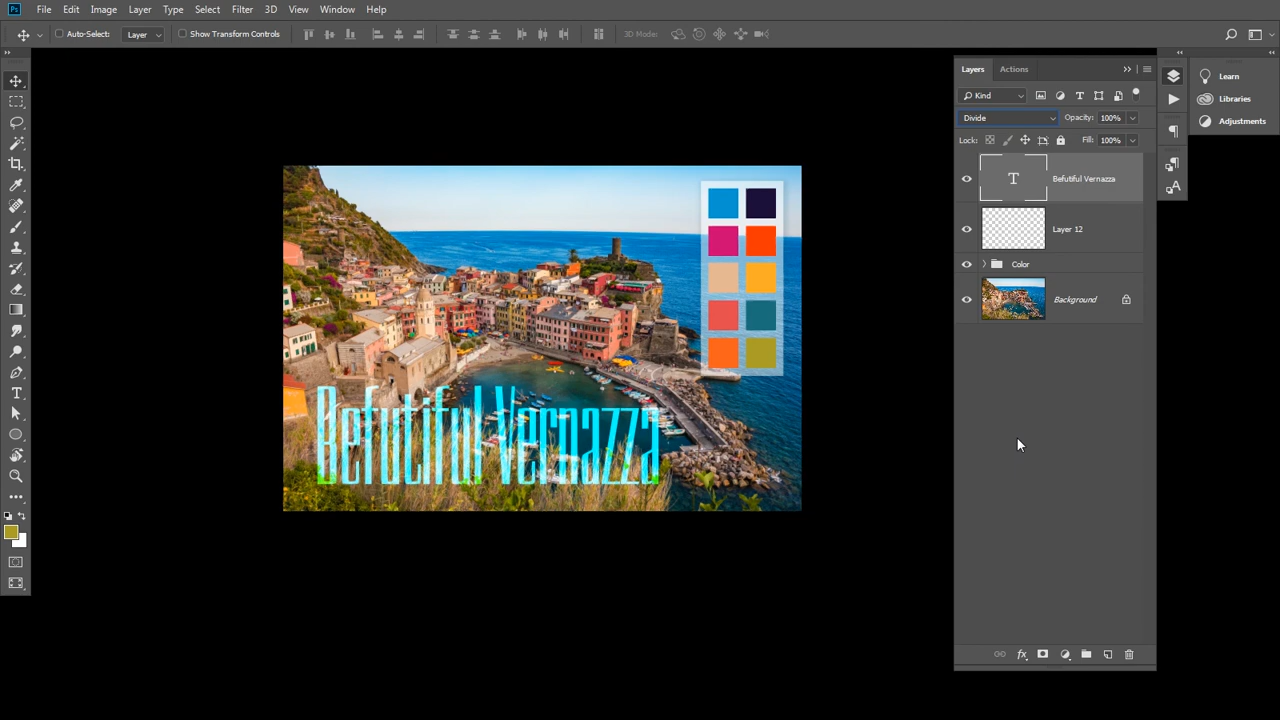 Ps File Edit Image Layer Type Select Filter 3D View Window Help
Auto-Select: Layer Show Transform Controls 3D Mode:
Layers Actions
Learn
Kind
Libraries
Divide Opacity: 100%
Adjustments
Lock: Fill: 100%
T Befutiful Vernazza
Layer 12
Color
Background
Befutiful Vernazza
fx